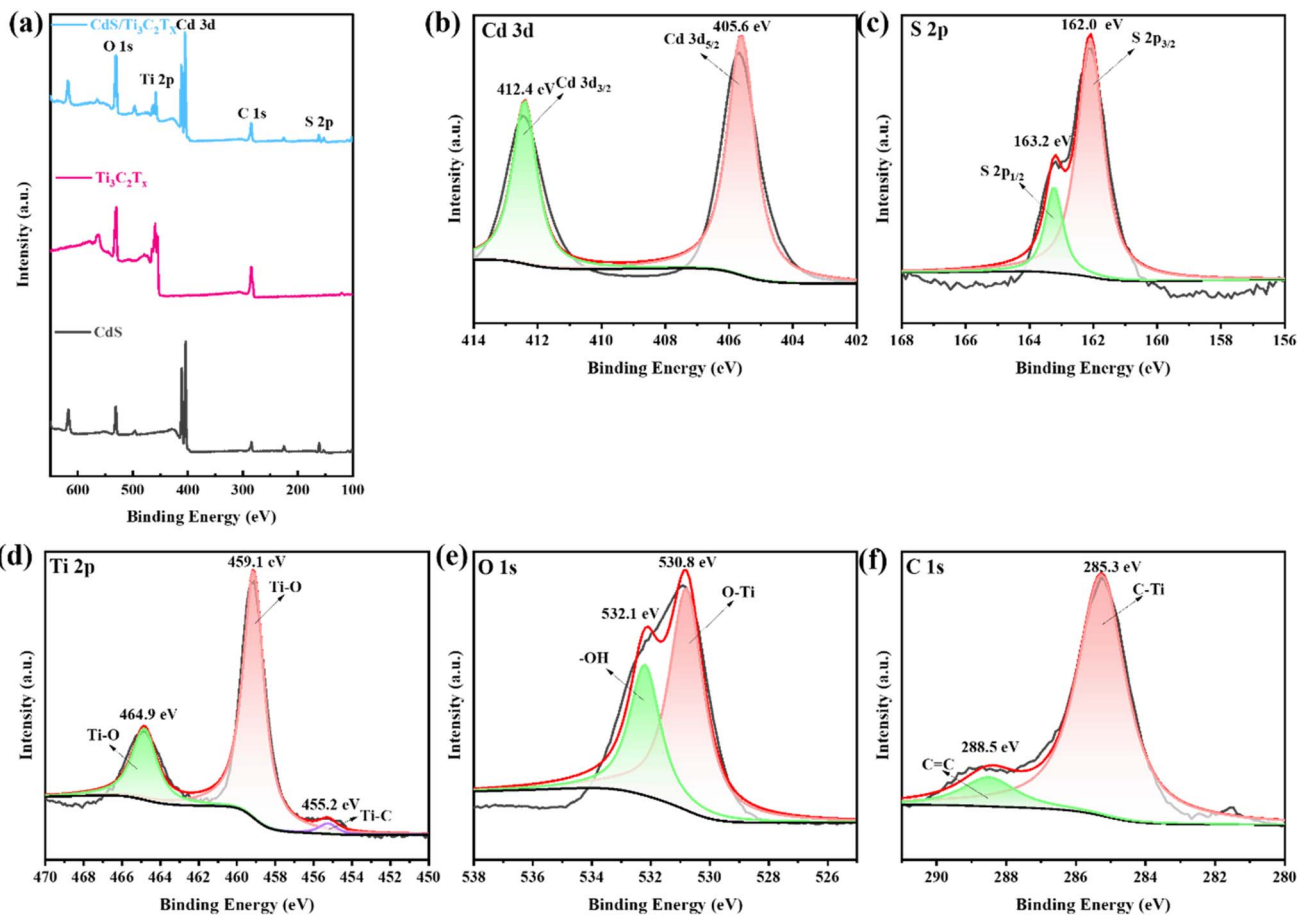 (a)
CdS/Ti₃C₂Tₓ
Cd 3d
O 1s
Ti 2p
C 1s
S 2p
Ti₃C₂Tₓ
CdS
Intensity (a.u.)
600 500 400 300 200 100
Binding Energy (eV)
(b)
Cd 3d
405.6 eV
Cd 3d₅/₂
412.4 eV
Cd 3d₃/₂
Intensity (a.u.)
414 412 410 408 406 404 402
Binding Energy (eV)
(c)
S 2p
162.0 eV
S 2p₃/₂
163.2 eV
S 2p₁/₂
Intensity (a.u.)
168 166 164 162 160 158 156
Binding Energy (eV)
(d)
Ti 2p
459.1 eV
Ti-O
464.9 eV
Ti-O
455.2eV
Ti-C
Intensity (a.u.)
470 468 466 464 462 460 458 456 454 452 450
Binding Energy (eV)
(e)
O 1s
530.8 eV
O-Ti
532.1 eV
-OH
Intensity (a.u.)
538 536 534 532 530 528 526
Binding Energy (eV)
(f)
C 1s
285.3 eV
C-Ti
288.5 eV
C=C
Intensity (a.u.)
290 288 286 284 282 280
Binding Energy (eV)